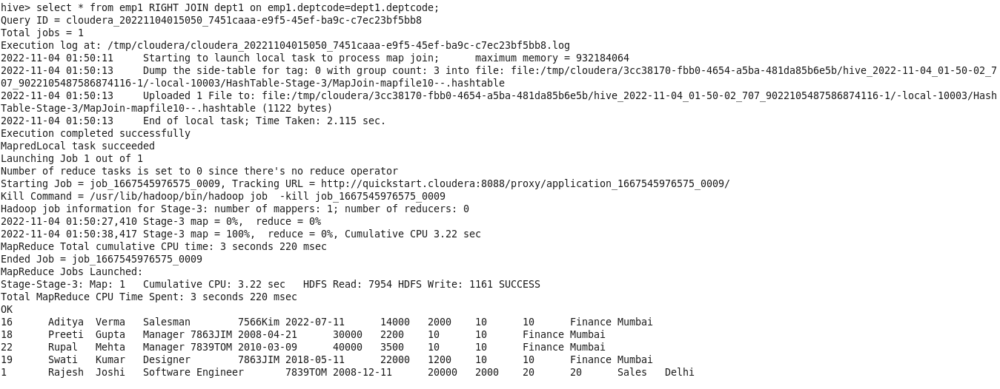 hive> select * from emp1 RIGHT JOIN dept1 on emp1.deptcode=dept1.deptcode;
Query ID = cloudera_20221104015050_7451caaa-e9f5-45ef-ba9c-c7ec23bf5bb8
Total jobs = 1
Execution log at: /tmp/cloudera/cloudera_20221104015050_7451caaa-e9f5-45ef-ba9c-c7ec23bf5bb8.log
2022-11-04 01:50:11     Starting to launch local task to process map join;      maximum memory = 932184064
2022-11-04 01:50:13     Dump the side-table for tag: 0 with group count: 3 into file: file:/tmp/cloudera/3cc38170-fbb0-4654-a5ba-481da85b6e5b/hive_2022-11-04_01-50-02_7
07_9022105487586874116-1/-local-10003/HashTable-Stage-3/MapJoin-mapfile10--.hashtable
2022-11-04 01:50:13     Uploaded 1 File to: file:/tmp/cloudera/3cc38170-fbb0-4654-a5ba-481da85b6e5b/hive_2022-11-04_01-50-02_707_9022105487586874116-1/-local-10003/Hash
Table-Stage-3/MapJoin-mapfile10--.hashtable (1122 bytes)
2022-11-04 01:50:13     End of local task; Time Taken: 2.115 sec.
Execution completed successfully
MapredLocal task succeeded
Launching Job 1 out of 1
Number of reduce tasks is set to 0 since there's no reduce operator
Starting Job = job_1667545976575_0009, Tracking URL = http://quickstart.cloudera:8088/proxy/application_1667545976575_0009/
Kill Command = /usr/lib/hadoop/bin/hadoop job  -kill job_1667545976575_0009
Hadoop job information for Stage-3: number of mappers: 1; number of reducers: 0
2022-11-04 01:50:27,410 Stage-3 map = 0%,  reduce = 0%
2022-11-04 01:50:38,417 Stage-3 map = 100%,  reduce = 0%, Cumulative CPU 3.22 sec
MapReduce Total cumulative CPU time: 3 seconds 220 msec
Ended Job = job_1667545976575_0009
MapReduce Jobs Launched:
Stage-Stage-3: Map: 1   Cumulative CPU: 3.22 sec   HDFS Read: 7954 HDFS Write: 1161 SUCCESS
Total MapReduce CPU Time Spent: 3 seconds 220 msec
OK
16      Aditya  Verma   Salesman        7566Kim 2022-07-11      14000   2000    10      10      Finance Mumbai
18      Preeti  Gupta   Manager 7863JIM 2008-04-21      30000   2200    10      10      Finance Mumbai
22      Rupal   Mehta   Manager 7839TOM 2010-03-09      40000   3500    10      10      Finance Mumbai
19      Swati   Kumar   Designer        7863JIM 2018-05-11      22000   1200    10      10      Finance Mumbai
1       Rajesh  Joshi   Software Engineer       7839TOM 2008-12-11      20000   2000    20      20      Sales   Delhi